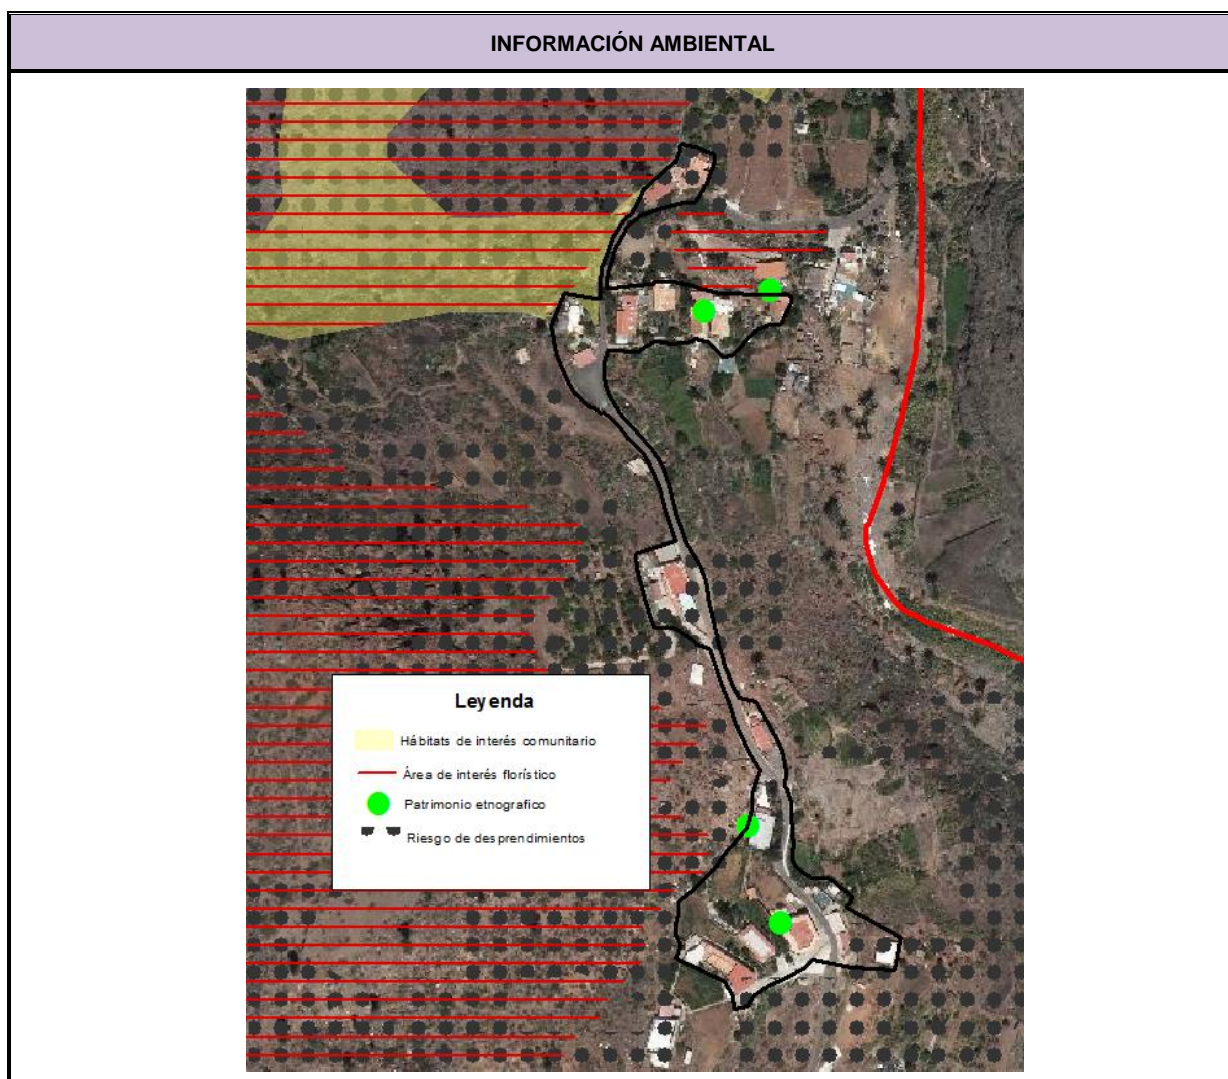 INFORMACIÓN AMBIENTAL
Leyenda
Hábitats de interés comunitario
Área de interés florístico
Patrimonio etnografico
Riesgo de desprendimientos